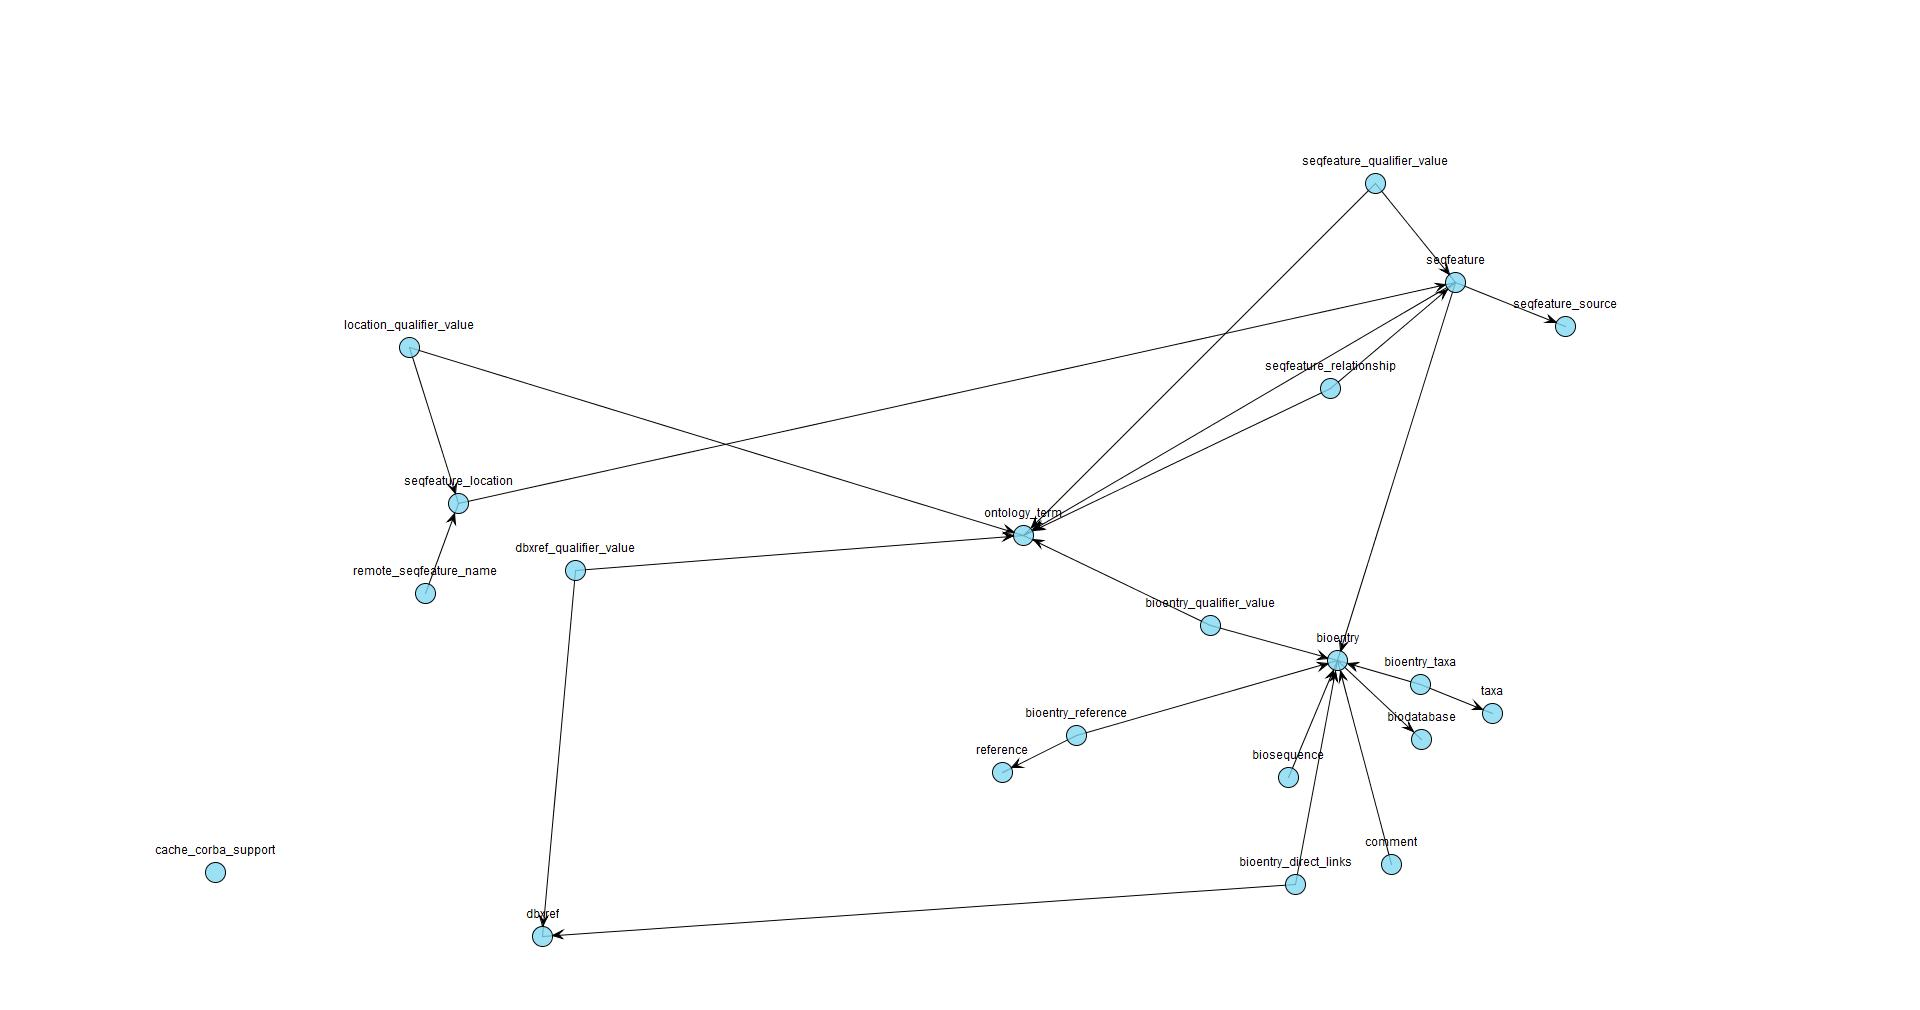 seqfeature_qualifier_value
seqfeature
seqfeature_source
location_qualifier_value
seqfeature_relationship
seqfeature_location
ontology_term
dbxref_qualifier_value
remote_seqfeature_name
bioentry_qualifier_value
bioentry
bioentry_taxa
taxa
bioentry_reference
biodatabase
reference
biosequence
comment
cache_corba_support
bioentry_direct_links
dbxref